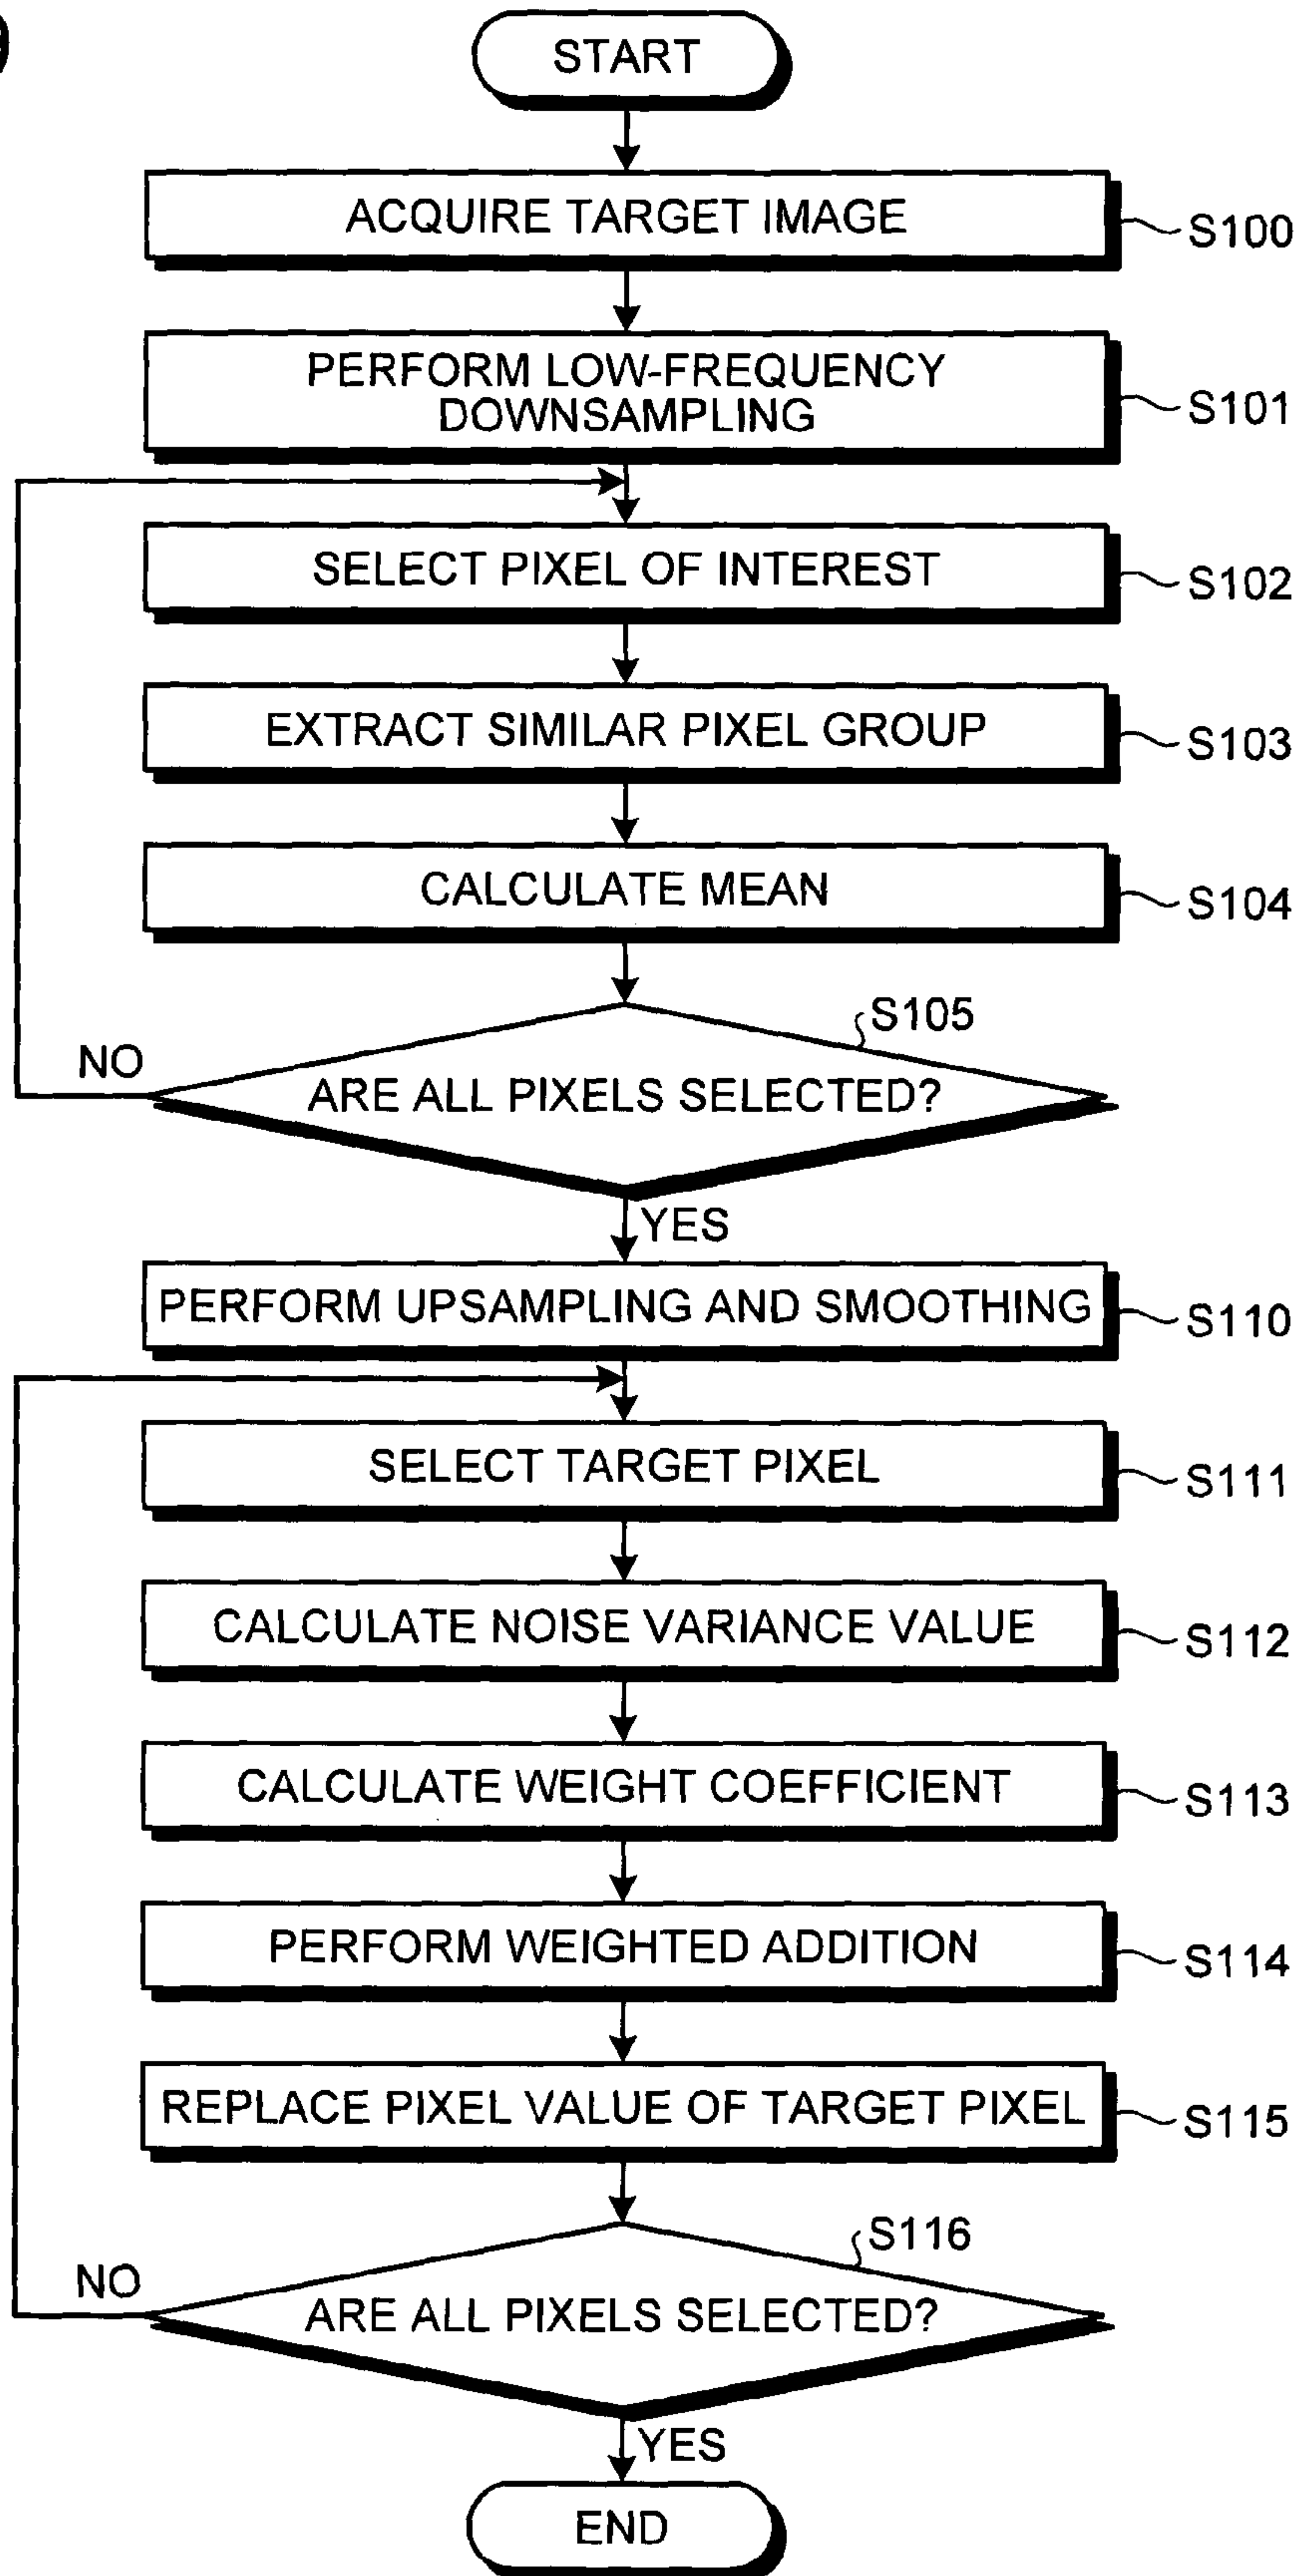 START
ACQUIRE TARGET IMAGE
S100
PERFORM LOW-FREQUENCY
DOWNSAMPLING
S101
SELECT PIXEL OF INTEREST
S102
EXTRACT SIMILAR PIXEL GROUP
S103
CALCULATE MEAN
S104
S105
NO
ARE ALL PIXELS SELECTED?
YES
PERFORM UPSAMPLING AND SMOOTHING
S110
SELECT TARGET PIXEL
S111
CALCULATE NOISE VARIANCE VALUE
S112
CALCULATE WEIGHT COEFFICIENT
S113
PERFORM WEIGHTED ADDITION
S114
REPLACE PIXEL VALUE OF TARGET PIXEL
S115
S116
NO
ARE ALL PIXELS SELECTED?
YES
END